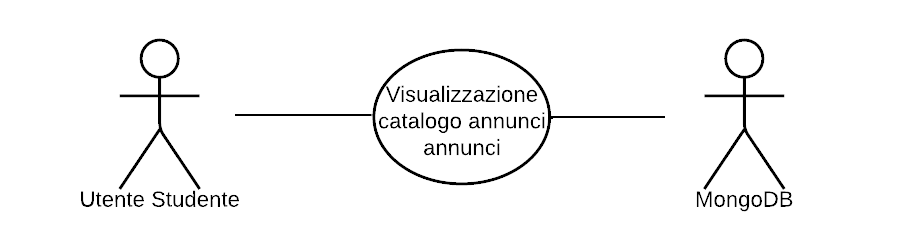 Visualizzazione
catalogo annunci
annunci
Utente Studente
MongoDB